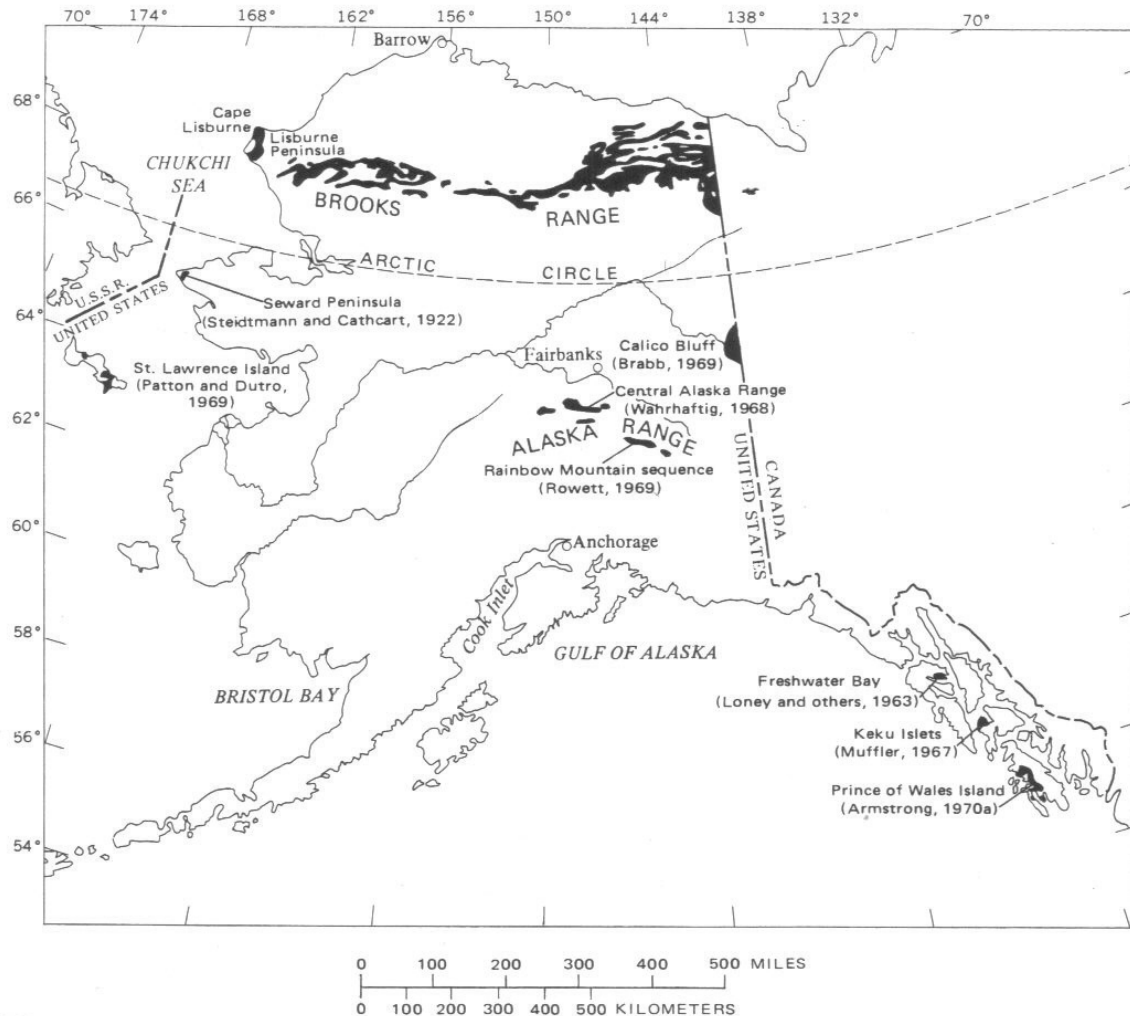 70° 174° 168° 162° 156° 150° 144° 138° 132° 70°
Barrow
68°
Cape
Lisburne
Lisburne
Peninsula
CHUKCHI
SEA
66°
BROOKS RANGE
ARCTIC CIRCLE
U.S.S.R.
UNITED STATES
Seward Peninsula
(Steidtmann and Cathcart, 1922)
64°
St. Lawrence Island
(Patton and Dutro,
1969)
Fairbanks
Calico Bluff
(Brabb, 1969)
Central Alaska Range
(Wahrhaftig, 1968)
62°
ALASKA RANGE
Rainbow Mountain sequence
(Rowett, 1969)
CANADA
UNITED STATES
60°
Anchorage
Cook Inlet
58°
GULF OF ALASKA
BRISTOL BAY
Freshwater Bay
(Loney and others, 1963)
56°
Keku Islets
(Muffler, 1967)
Prince of Wales Island
(Armstrong, 1970a)
54°
0 100 200 300 400 500 MILES
0 100 200 300 400 500 KILOMETERS